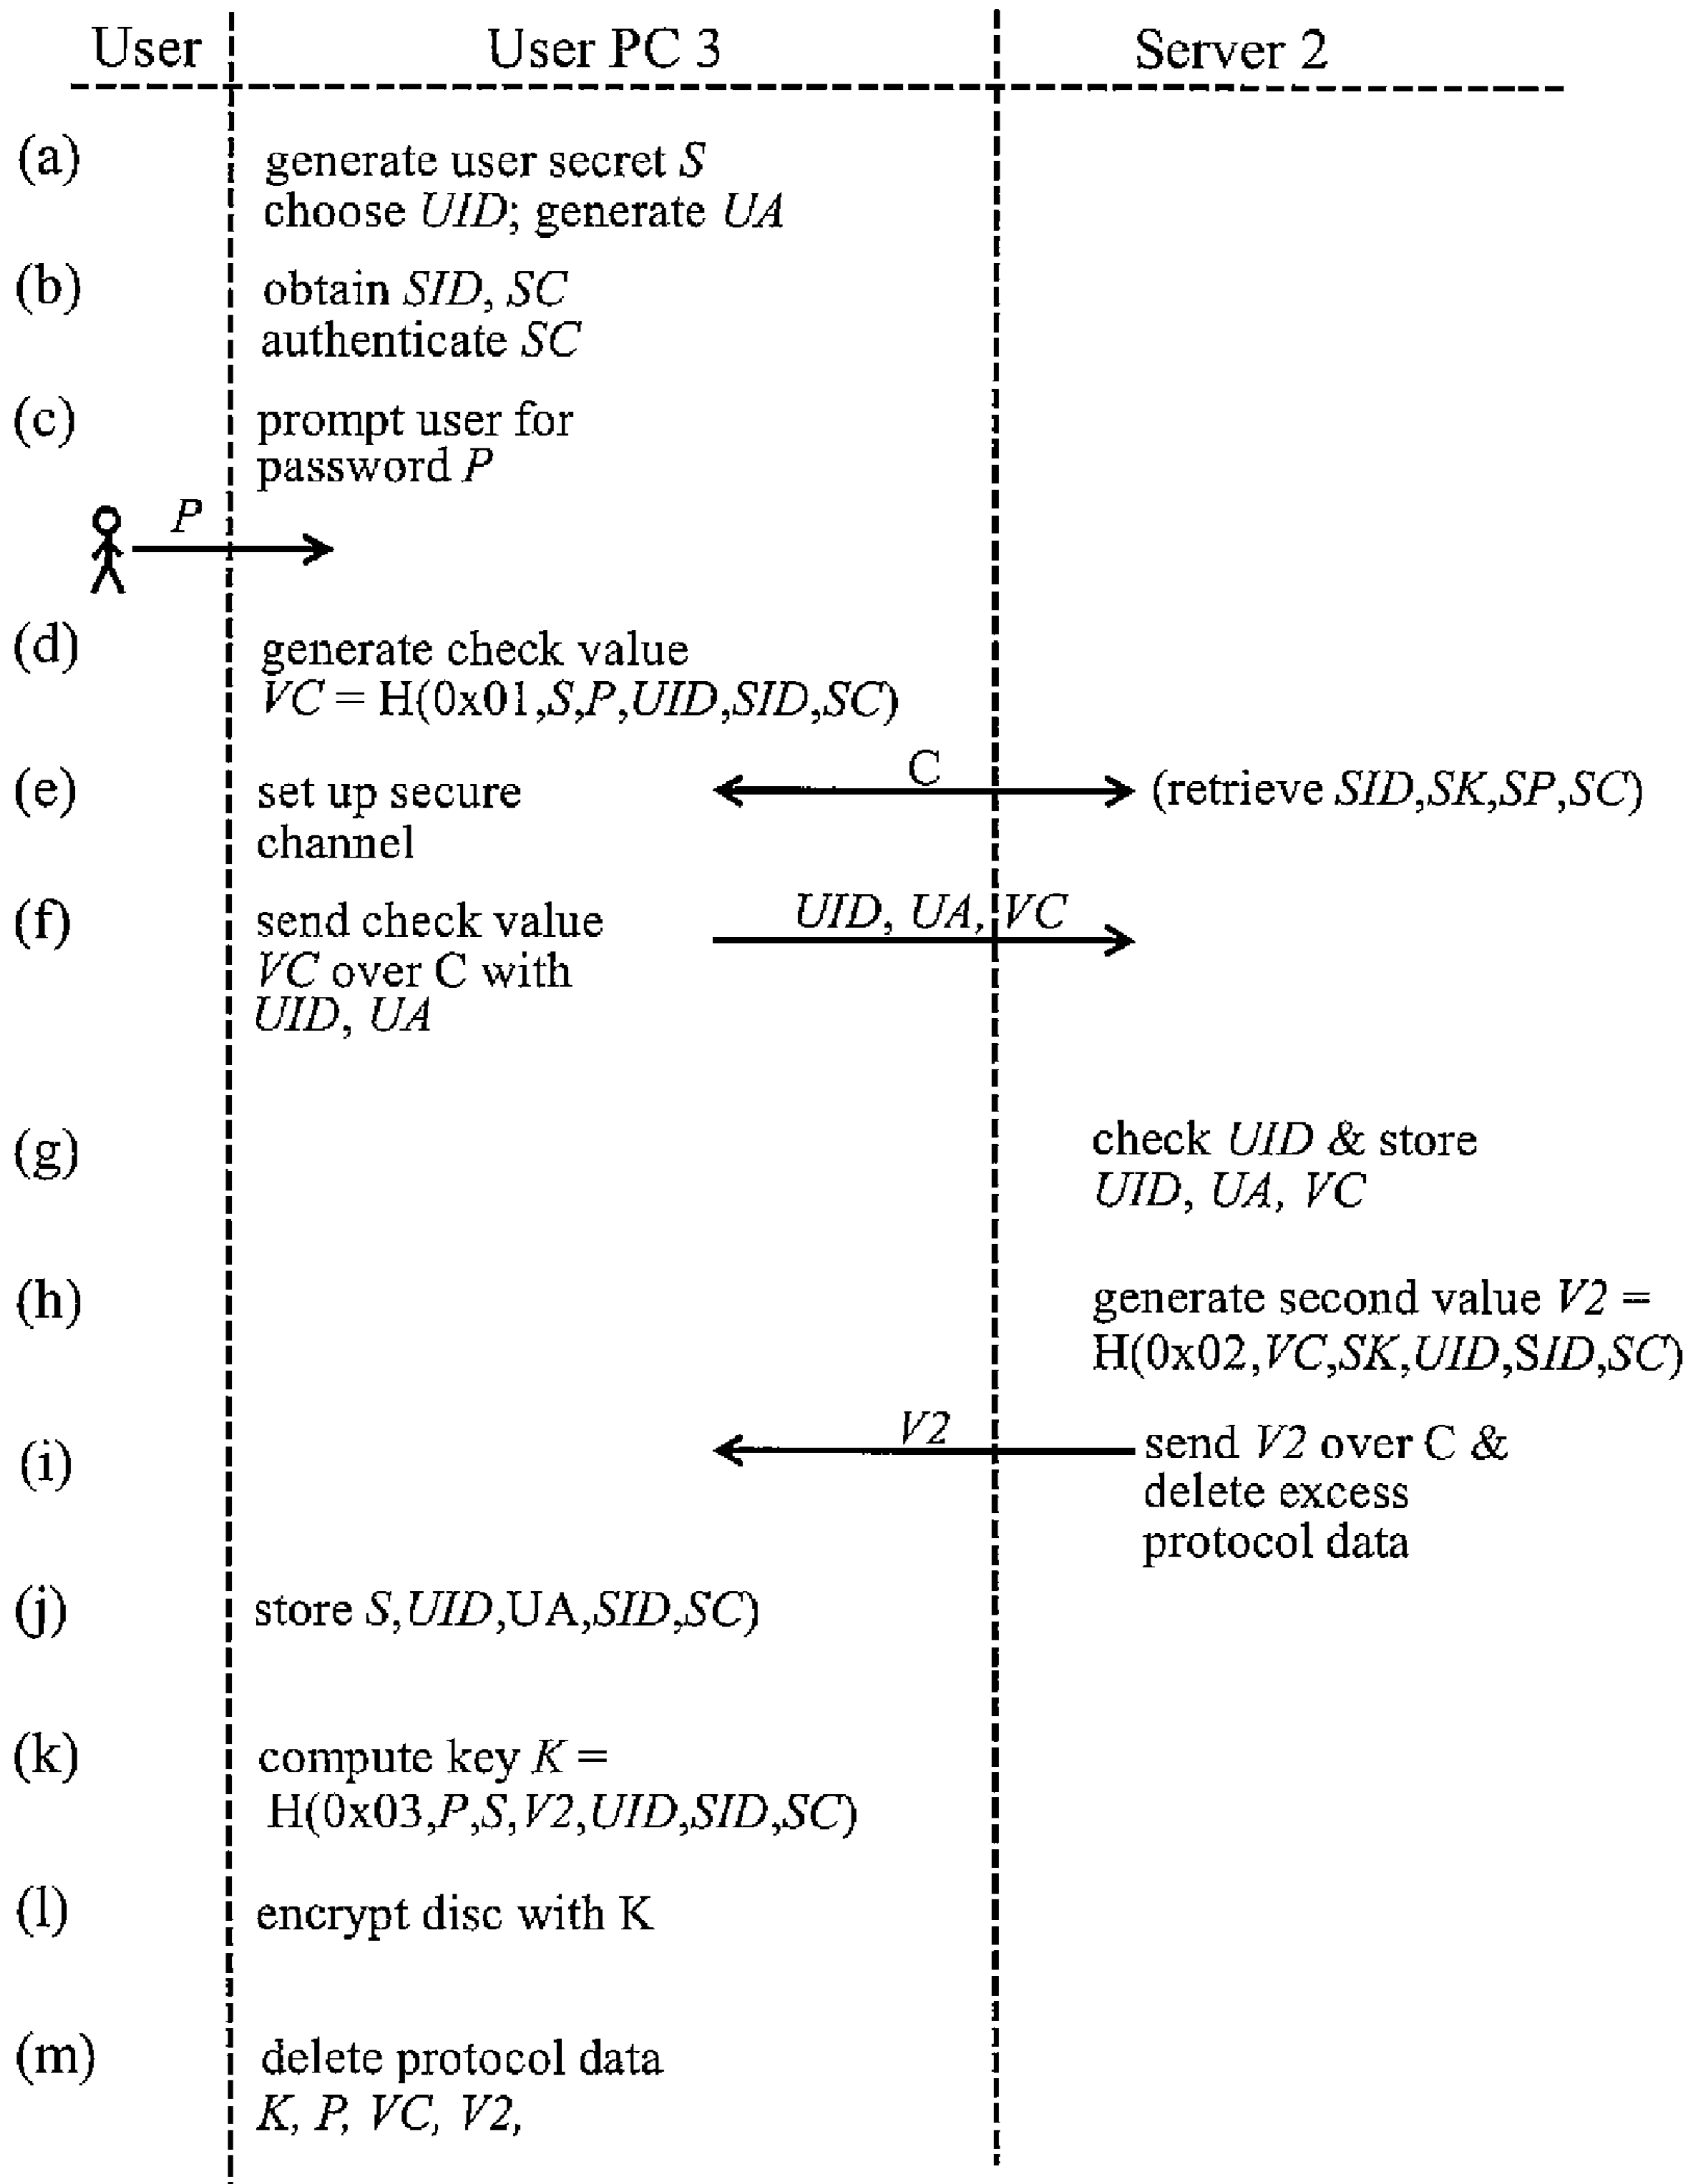 User User PC 3 Server 2
(a) generate user secret S
choose UID; generate UA
(b) obtain SID, SC
authenticate SC
(c) prompt user for
password P
P
(d) generate check value
VC = H(0x01,S,P,UID,SID,SC)
C
(e) set up secure (retrieve SID,SK,SP,SC)
channel
(f) send check value UID, UA, VC
VC over C with
UID, UA
(g) check UID & store
UID, UA, VC
(h) generate second value V2 =
H(0x02,VC,SK,UID,SID,SC)
V2
(i) send V2 over C &
delete excess
protocol data
(j) store S,UID,UA,SID,SC)
(k) compute key K =
H(0x03,P,S,V2,UID,SID,SC)
(l) encrypt disc with K
(m) delete protocol data
K, P, VC, V2,